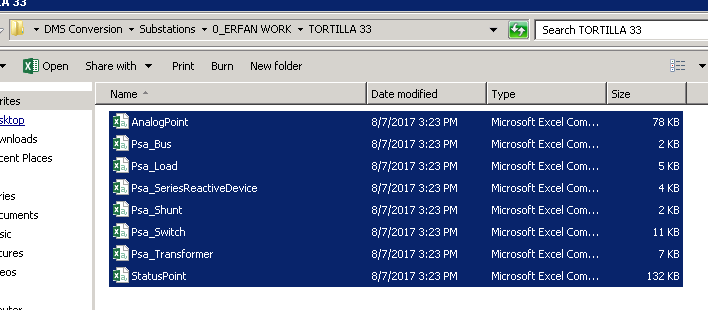 LLA 33
DMS Conversion Substations 0_ERFAN WORK TORTILLA 33 Search TORTILLA 33
Open Share with Print Burn New folder
rites Name Date modified Type Size
sktop AnalogPoint 8/7/2017 3:23 PM Microsoft Excel Com... 78 KB
wnloads Psa_Bus 8/7/2017 3:23 PM Microsoft Excel Com... 2 KB
cent Places Psa_Load 8/7/2017 3:23 PM Microsoft Excel Com... 5 KB
Psa_SeriesReactiveDevice 8/7/2017 3:23 PM Microsoft Excel Com... 4 KB
ries
cuments Psa_Shunt 8/7/2017 3:23 PM Microsoft Excel Com... 2 KB
sic Psa_Switch 8/7/2017 3:23 PM Microsoft Excel Com... 11 KB
tures Psa_Transformer 8/7/2017 3:23 PM Microsoft Excel Com... 7 KB
eos StatusPoint 8/7/2017 3:23 PM Microsoft Excel Com... 132 KB